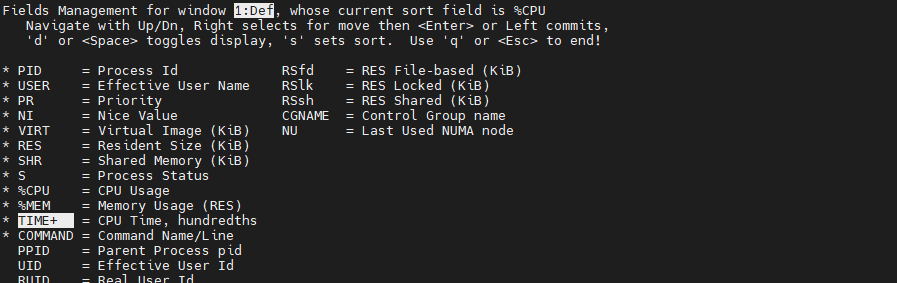 Fields Management for window 1:Def, whose current sort field is %CPU
   Navigate with Up/Dn, Right selects for move then <Enter> or Left commits,
   'd' or <Space> toggles display, 's' sets sort.  Use 'q' or <Esc> to end!

* PID     = Process Id             RSfd    = RES File-based (KiB)
* USER    = Effective User Name    RSlk    = RES Locked (KiB)
* PR      = Priority               RSsh    = RES Shared (KiB)
* NI      = Nice Value             CGNAME  = Control Group name
* VIRT    = Virtual Image (KiB)    NU      = Last Used NUMA node
* RES     = Resident Size (KiB)
* SHR     = Shared Memory (KiB)
* S       = Process Status
* %CPU    = CPU Usage
* %MEM    = Memory Usage (RES)
* TIME+   = CPU Time, hundredths
* COMMAND = Command Name/Line
  PPID    = Parent Process pid
  UID     = Effective User Id
  RUID    = Real User Id